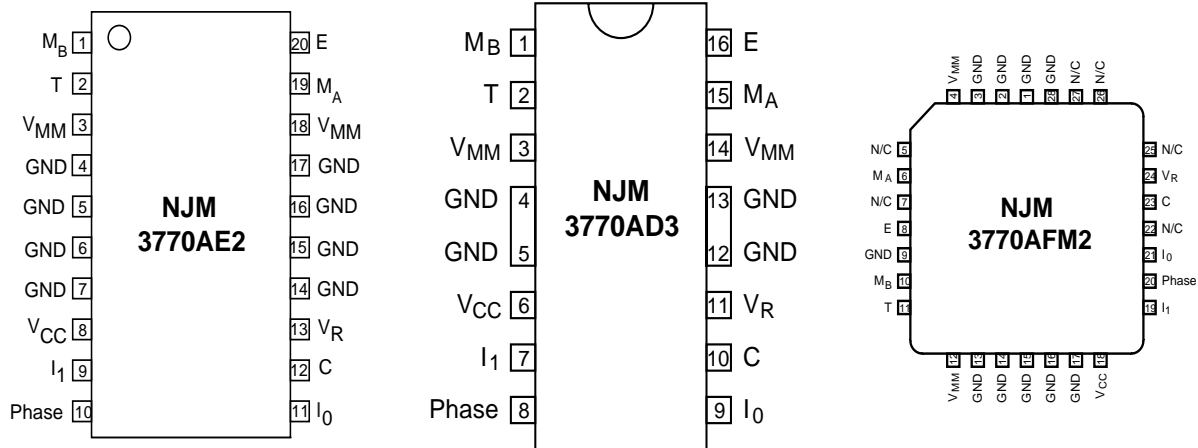 MB 1
T 2
VMM 3
GND 4
GND 5
GND 6
GND 7
VCC 8
I1 9
Phase 10
20 E
19 MA
18 VMM
17 GND
16 GND
15 GND
14 GND
13 VR
12 C
11 I0
NJM
3770AE2
MB 1
T 2
VMM 3
GND 4
GND 5
VCC 6
I1 7
Phase 8
16 E
15 MA
14 VMM
13 GND
12 GND
11 VR
10 C
9 I0
NJM
3770AD3
VMM 4
GND 3
GND 2
GND 1
GND 28
N/C 27
N/C 26
N/C 5
MA 6
N/C 7
E 8
GND 9
MB 10
T 11
25 N/C
24 VR
23 C
22 N/C
21 I0
20 Phase
19 I1
NJM
3770AFM2
VMM 12
GND 13
GND 14
GND 15
GND 16
GND 17
VCC 18